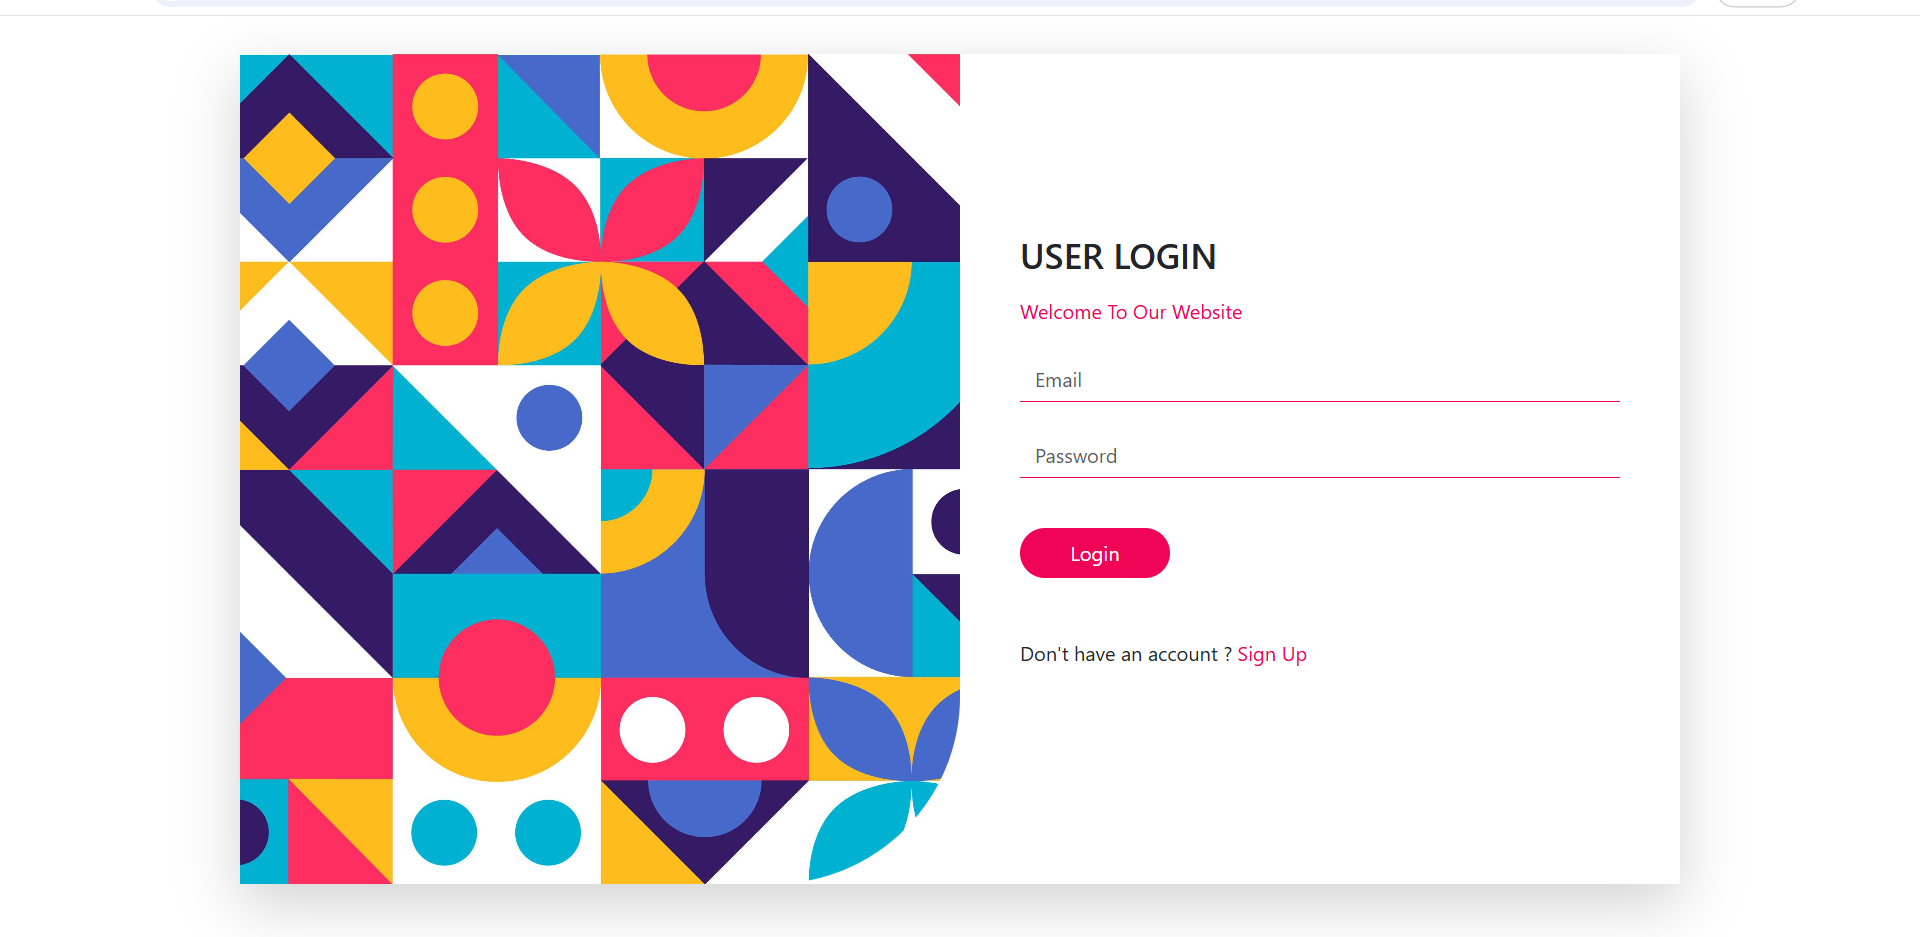 USER LOGIN
Welcome To Our Website
Email
Password
Login
Don't have an account ? Sign Up